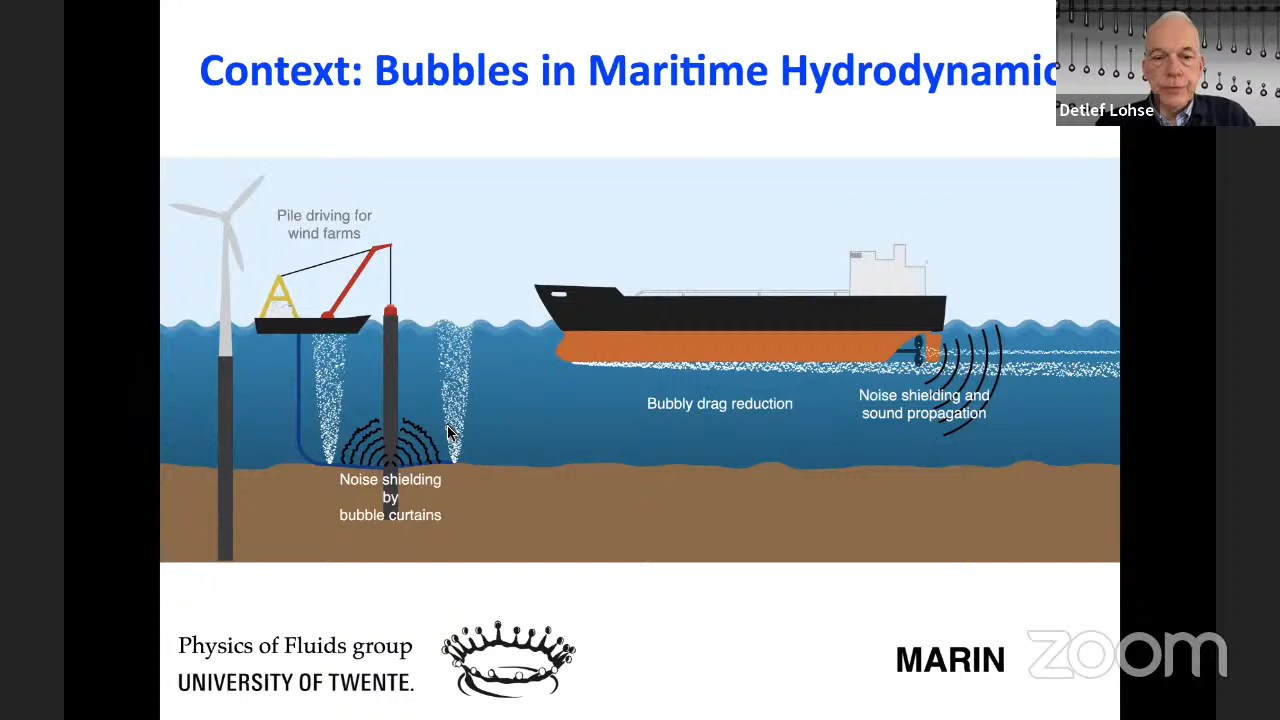 Context: Bubbles in Maritime Hydrodynamic
Detlef Lohse
Pile driving for
wind farms
Bubbly drag reduction
Noise shielding and
sound propagation
Noise shielding
by
bubble curtains
Physics of Fluids group
UNIVERSITY OF TWENTE.
MARIN
zoom